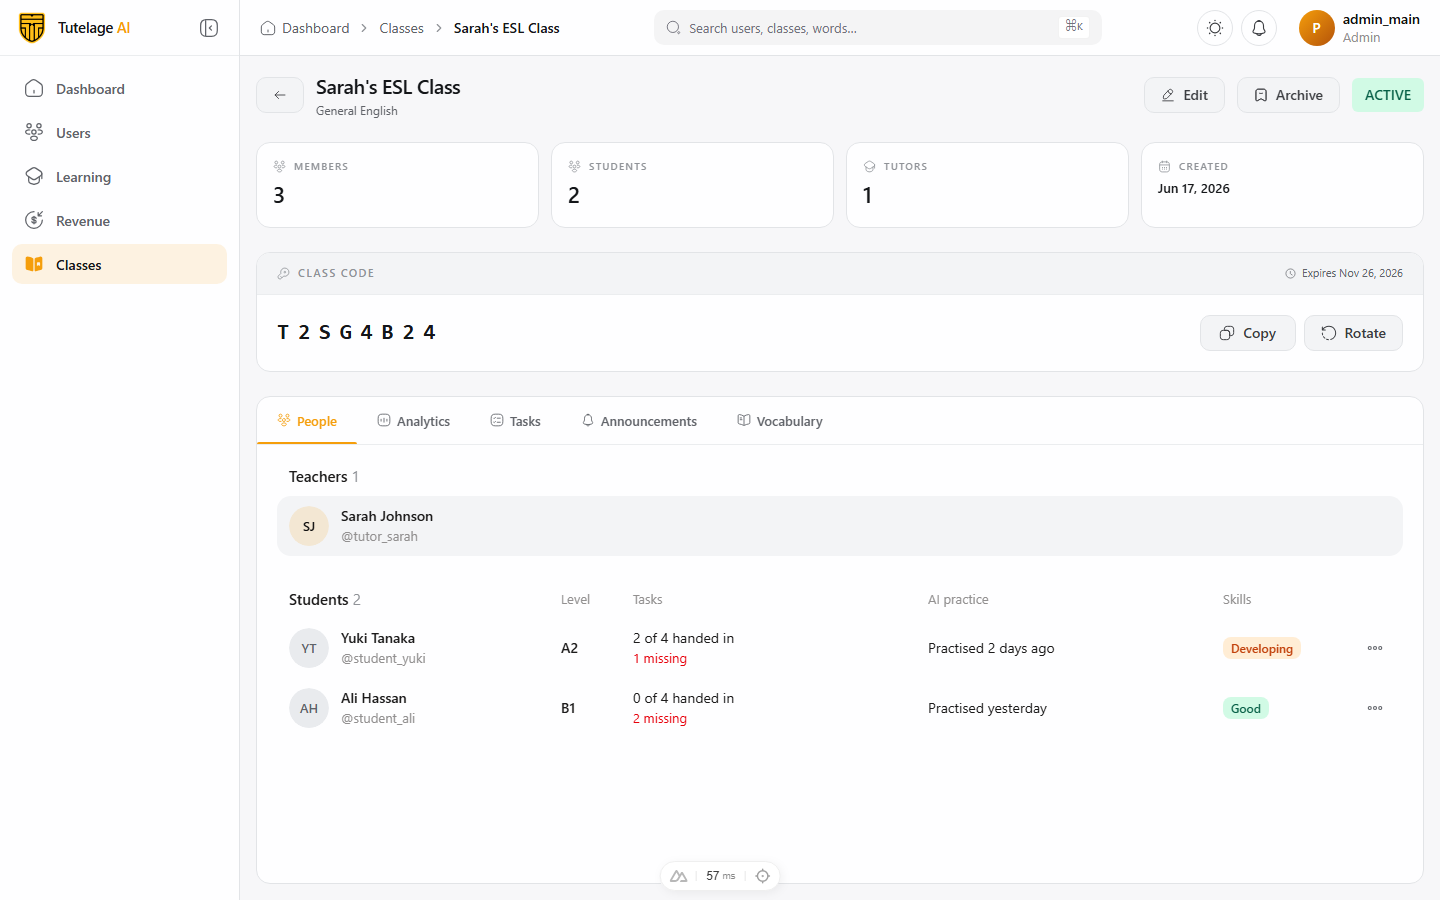 Tutelage AI
Dashboard
Classes
Sarah's ESL Class
Search users, classes, words...
⌘K
P
admin_main
Admin
Dashboard
Users
Learning
Revenue
Classes
Sarah's ESL Class
General English
Edit
Archive
ACTIVE
MEMBERS
3
STUDENTS
2
TUTORS
1
CREATED
Jun 17, 2026
CLASS CODE
Expires Nov 26, 2026
T 2 S G 4 B 2 4
Copy
Rotate
People
Analytics
Tasks
Announcements
Vocabulary
Teachers 1
SJ
Sarah Johnson
@tutor_sarah
Students 2
Level
Tasks
AI practice
Skills
YT
Yuki Tanaka
@student_yuki
A2
2 of 4 handed in
1 missing
Practised 2 days ago
Developing
AH
Ali Hassan
@student_ali
B1
0 of 4 handed in
2 missing
Practised yesterday
Good
57 ms